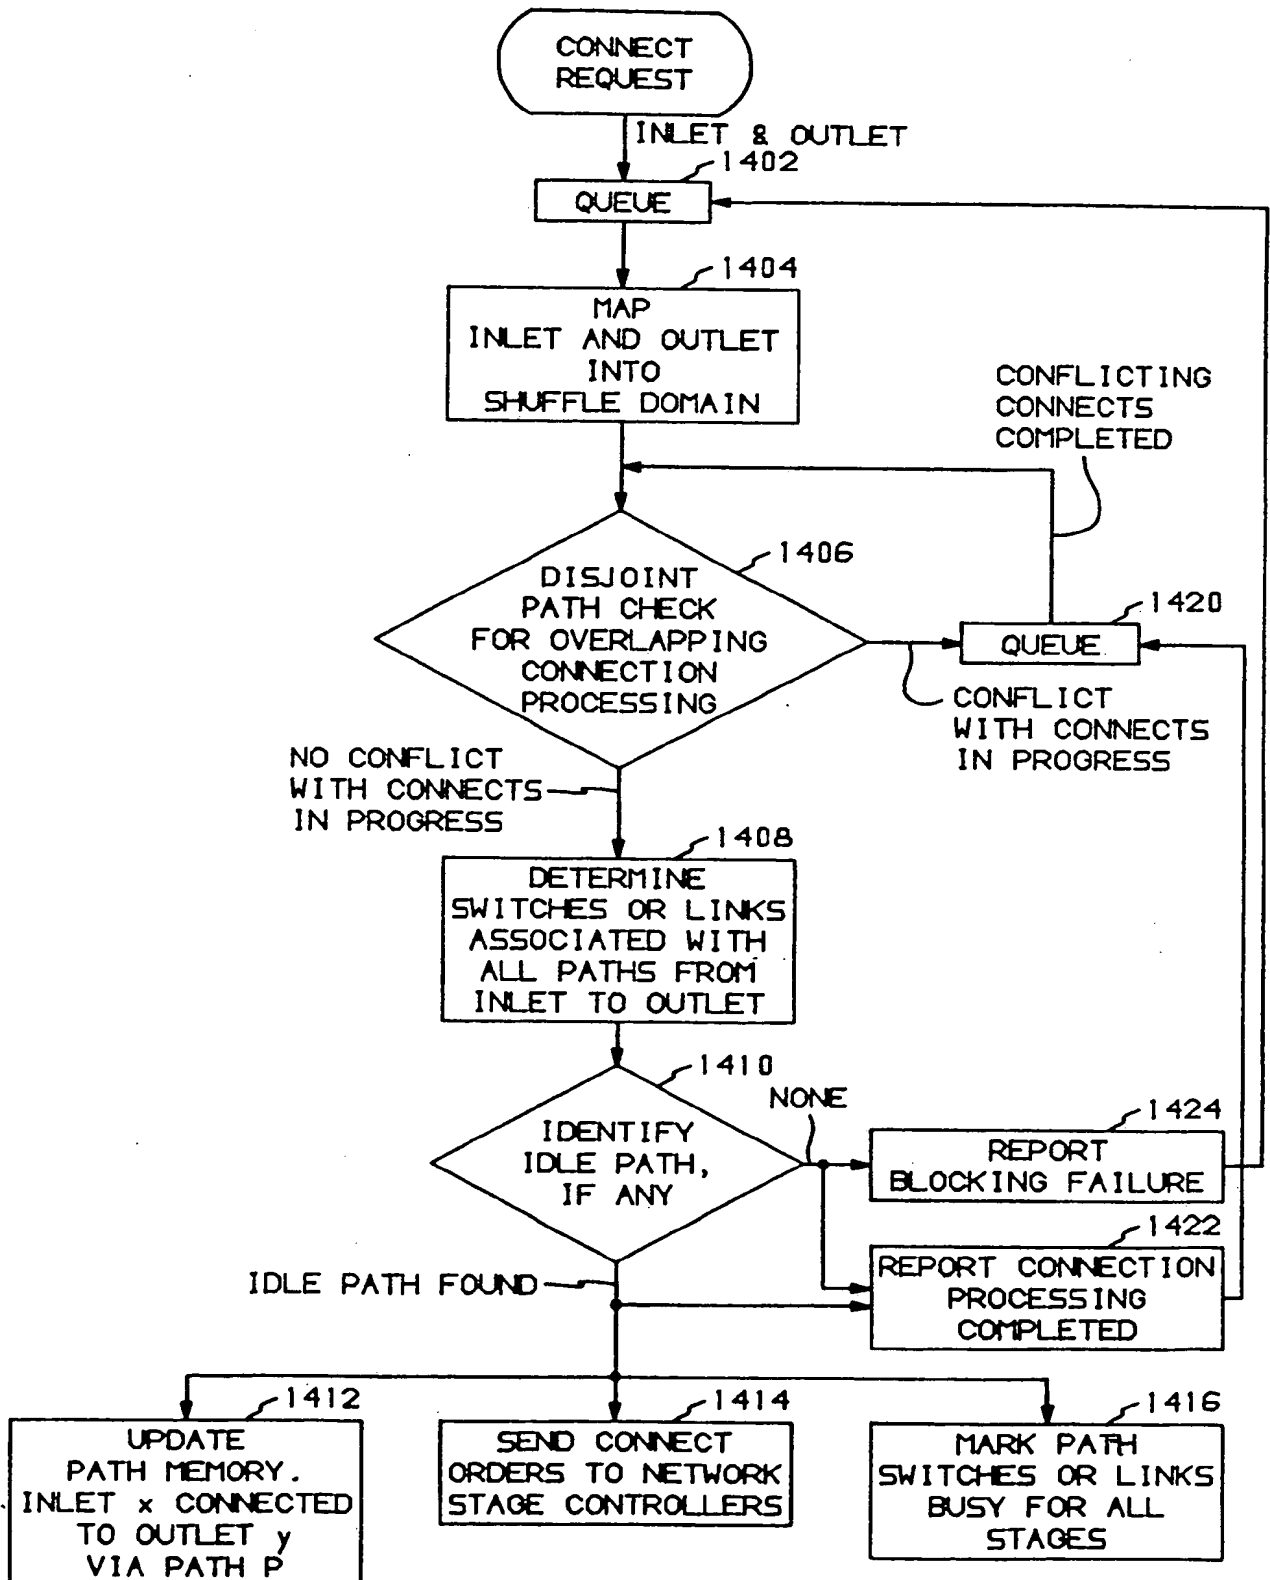 CONNECT
REQUEST
INLET & OUTLET
1402
QUEUE
1404
MAP
INLET AND OUTLET
INTO
SHUFFLE DOMAIN
CONFLICTING
CONNECTS
COMPLETED
1406
DISJOINT
PATH CHECK
FOR OVERLAPPING
CONNECTION
PROCESSING
1420
QUEUE
CONFLICT
WITH CONNECTS
IN PROGRESS
NO CONFLICT
WITH CONNECTS
IN PROGRESS
1408
DETERMINE
SWITCHES OR LINKS
ASSOCIATED WITH
ALL PATHS FROM
INLET TO OUTLET
1410
NONE
IDENTIFY
IDLE PATH,
IF ANY
1424
REPORT
BLOCKING FAILURE
1422
REPORT CONNECTION
PROCESSING
COMPLETED
IDLE PATH FOUND
1412
UPDATE
PATH MEMORY.
INLET x CONNECTED
TO OUTLET y
VIA PATH P
1414
SEND CONNECT
ORDERS TO NETWORK
STAGE CONTROLLERS
1416
MARK PATH
SWITCHES OR LINKS
BUSY FOR ALL
STAGES